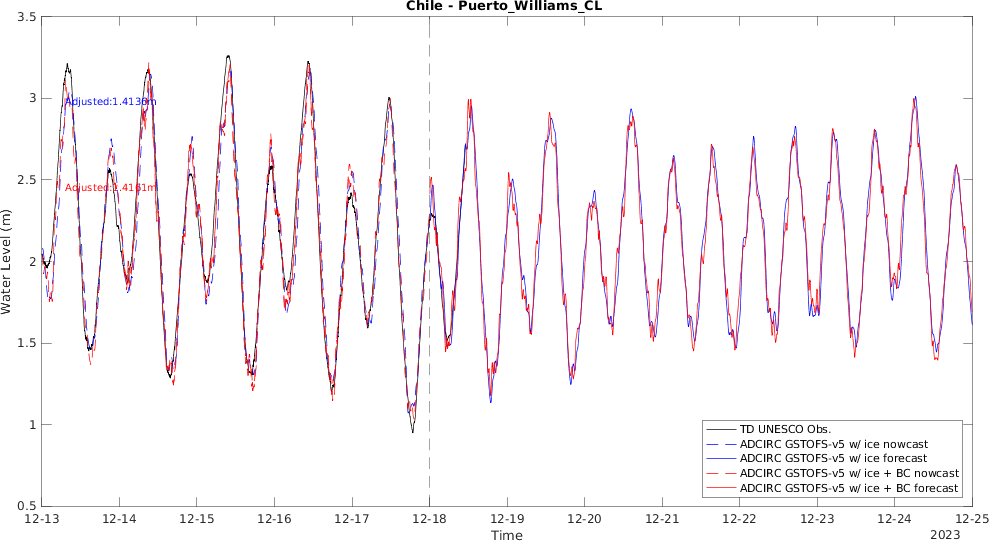 Chile - Puerto_Williams_CL
3.5
3
2.5
2
1.5
1
0.5
Water Level (m)
Adjusted:1.4136m
Adjusted:1.4161m
TD UNESCO Obs.
ADCIRC GSTOFS-v5 w/ ice nowcast
ADCIRC GSTOFS-v5 w/ ice forecast
ADCIRC GSTOFS-v5 w/ ice + BC nowcast
ADCIRC GSTOFS-v5 w/ ice + BC forecast
12-13 12-14 12-15 12-16 12-17 12-18 12-19 12-20 12-21 12-22 12-23 12-24 12-25
Time
2023